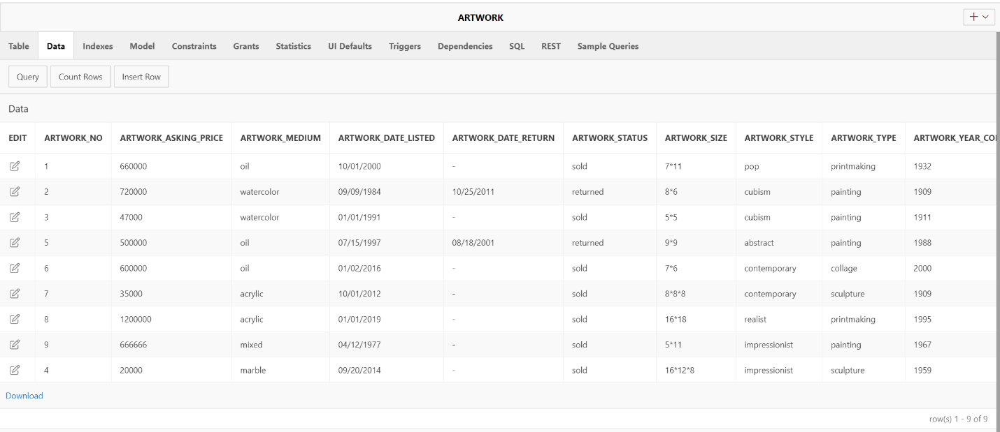 ARTWORK
Table Data Indexes Model Constraints Grants Statistics UI Defaults Triggers Dependencies SQL REST Sample Queries
Query Count Rows Insert Row
Data
EDIT ARTWORK_NO ARTWORK_ASKING_PRICE ARTWORK_MEDIUM ARTWORK_DATE_LISTED ARTWORK_DATE_RETURN ARTWORK_STATUS ARTWORK_SIZE ARTWORK_STYLE ARTWORK_TYPE ARTWORK_YEAR_CO
1 660000 oil 10/01/2000 - sold 7*11 pop printmaking 1932
2 720000 watercolor 09/09/1984 10/25/2011 returned 8*6 cubism painting 1909
3 47000 watercolor 01/01/1991 - sold 5*5 cubism painting 1911
5 500000 oil 07/15/1997 08/18/2001 returned 9*9 abstract painting 1988
6 600000 oil 01/02/2016 - sold 7*6 contemporary collage 2000
7 35000 acrylic 10/01/2012 - sold 8*8*8 contemporary sculpture 1909
8 1200000 acrylic 01/01/2019 - sold 16*18 realist printmaking 1995
9 666666 mixed 04/12/1977 - sold 5*11 impressionist painting 1967
4 20000 marble 09/20/2014 - sold 16*12*8 impressionist sculpture 1959
Download
row(s) 1 - 9 of 9